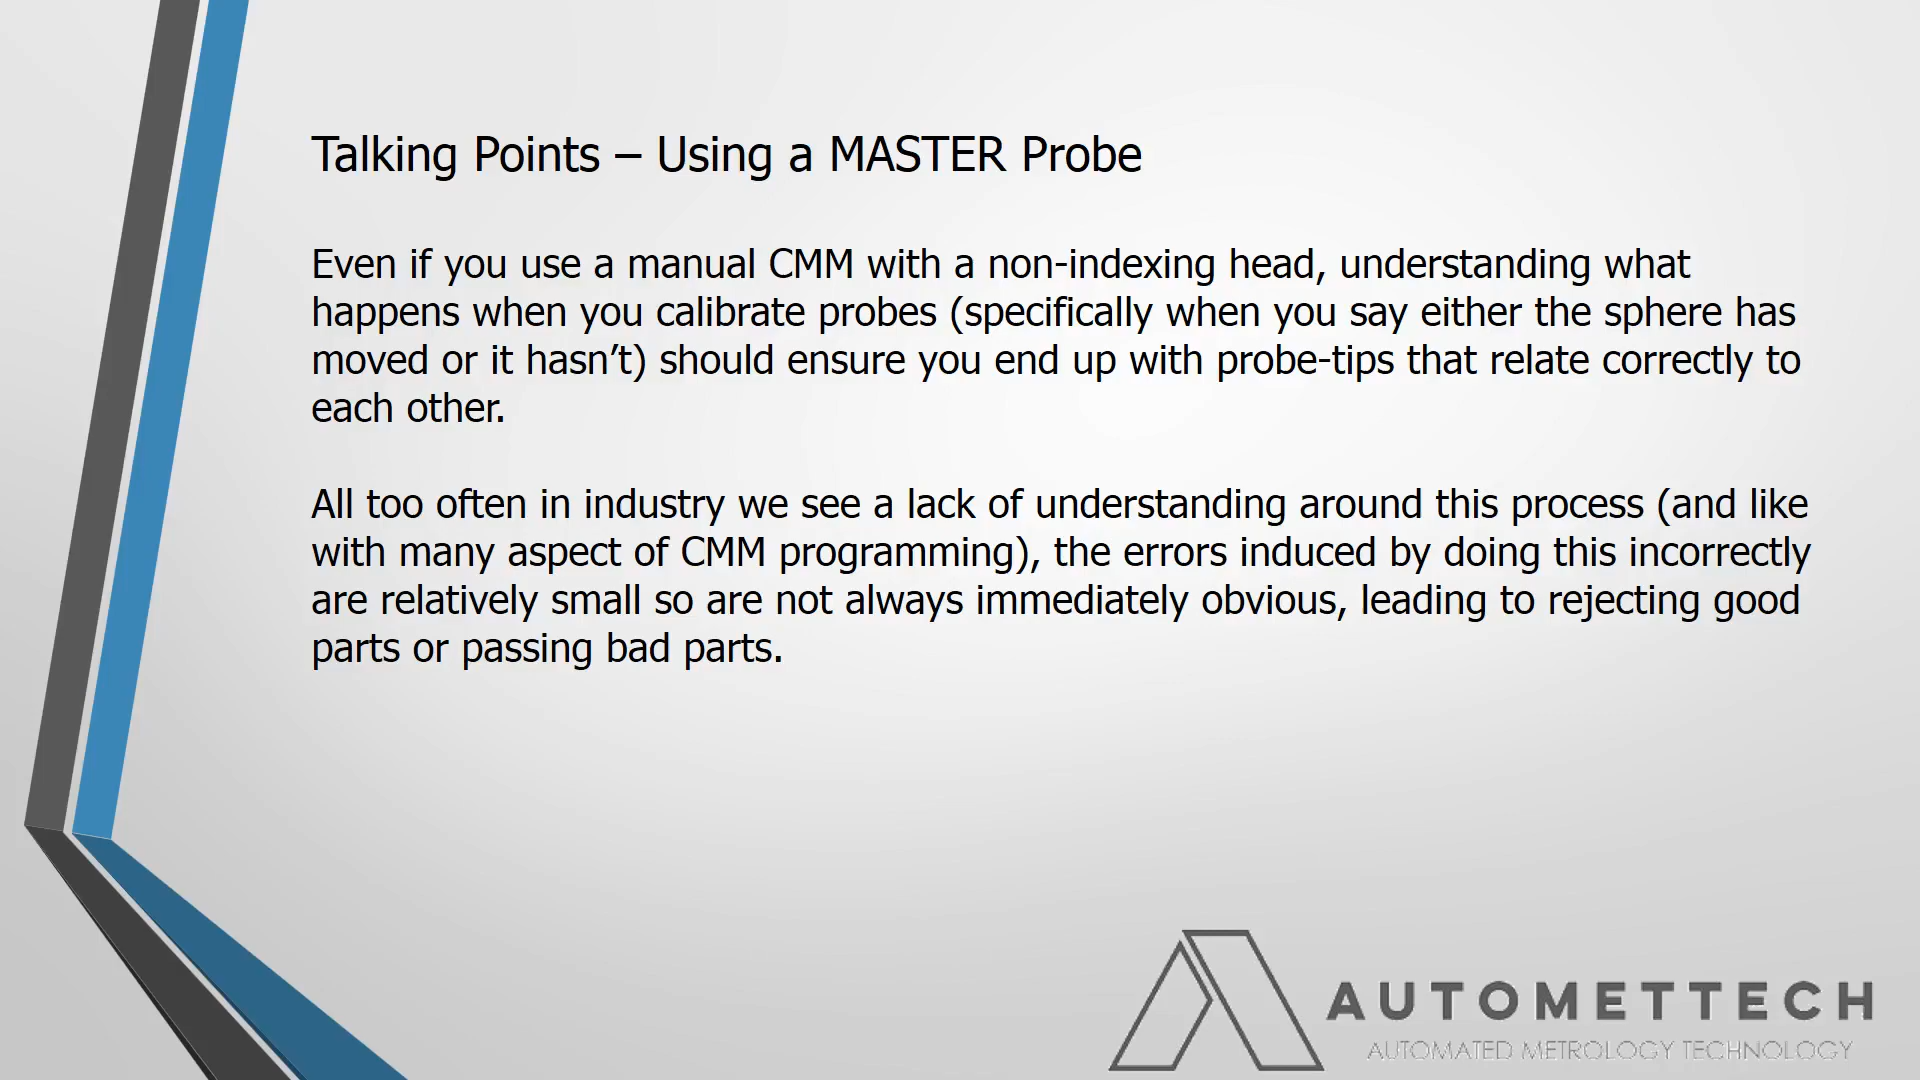 Talking Points – Using a MASTER Probe
Even if you use a manual CMM with a non-indexing head, understanding what
happens when you calibrate probes (specifically when you say either the sphere has
moved or it hasn’t) should ensure you end up with probe-tips that relate correctly to
each other.
All too often in industry we see a lack of understanding around this process (and like
with many aspect of CMM programming), the errors induced by doing this incorrectly
are relatively small so are not always immediately obvious, leading to rejecting good
parts or passing bad parts.
AUTOMETTECH
AUTOMATED METROLOGY TECHNOLOGY